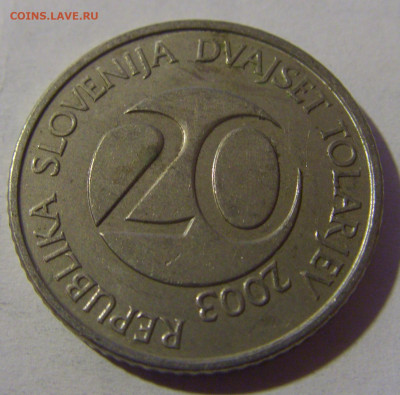 COINS.LAVE.RU
REPUBLIKA SLOVENIJA DVAJSET TOLARJEV
20
2003